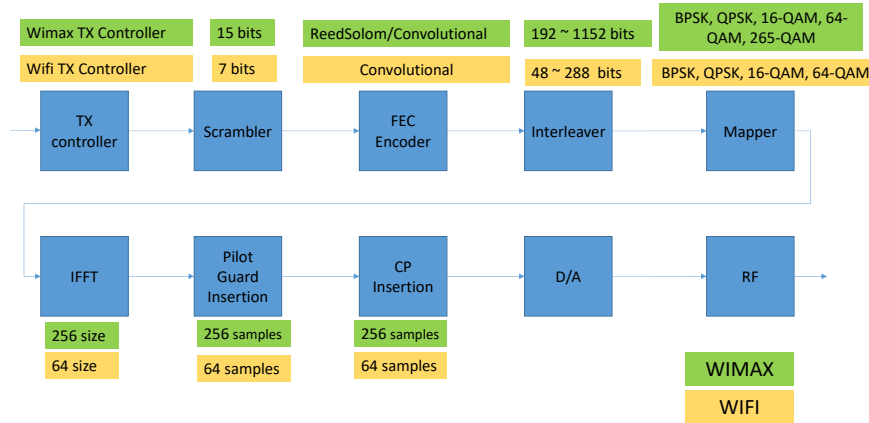 Wimax TX Controller
15 bits
ReedSolom/Convolutional
192 ~ 1152 bits
BPSK, QPSK, 16-QAM, 64-
QAM, 265-QAM
Wifi TX Controller
7 bits
Convolutional
48 ~ 288 bits
BPSK, QPSK, 16-QAM, 64-QAM
TX
controller
Scrambler
FEC
Encoder
Interleaver
Mapper
IFFT
Pilot
Guard
Insertion
CP
Insertion
D/A
RF
256 size
256 samples
256 samples
64 size
64 samples
64 samples
WIMAX
WIFI